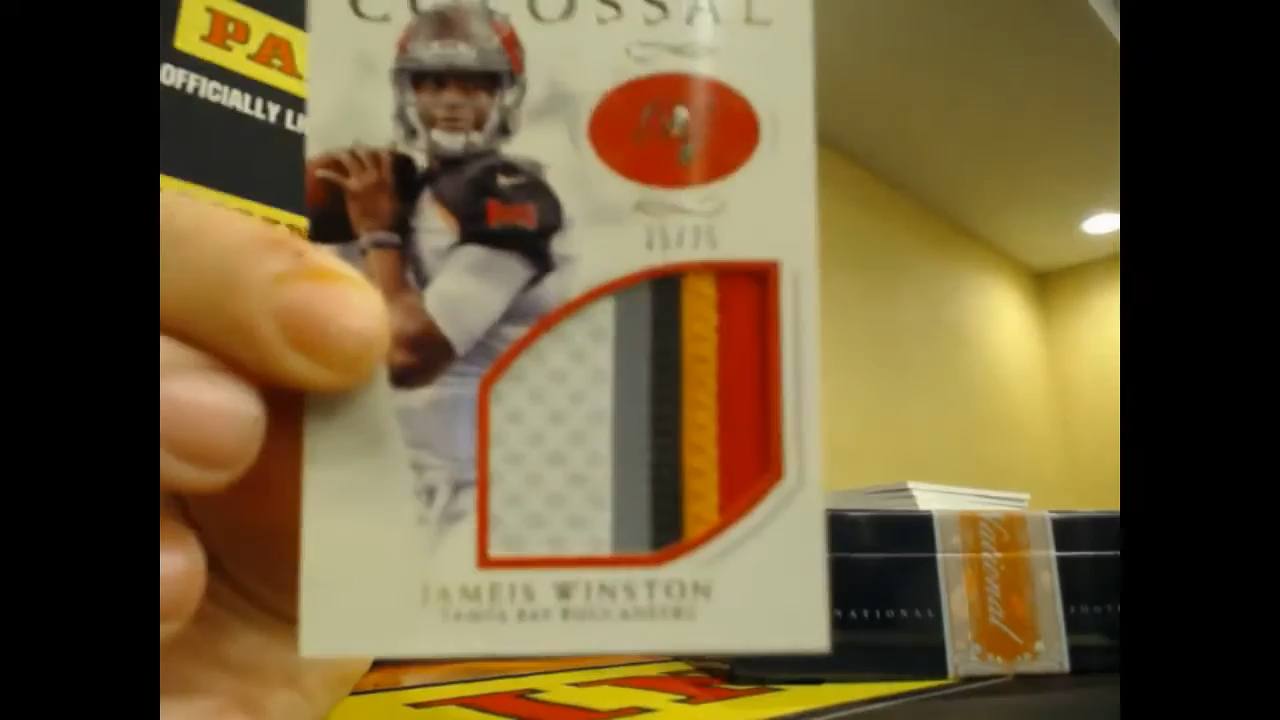 COLOSSAL
PA
OFFICIALLY LI
JAMEIS WINSTON
TAMPA BAY BUCCANEERS
NATIONAL
National